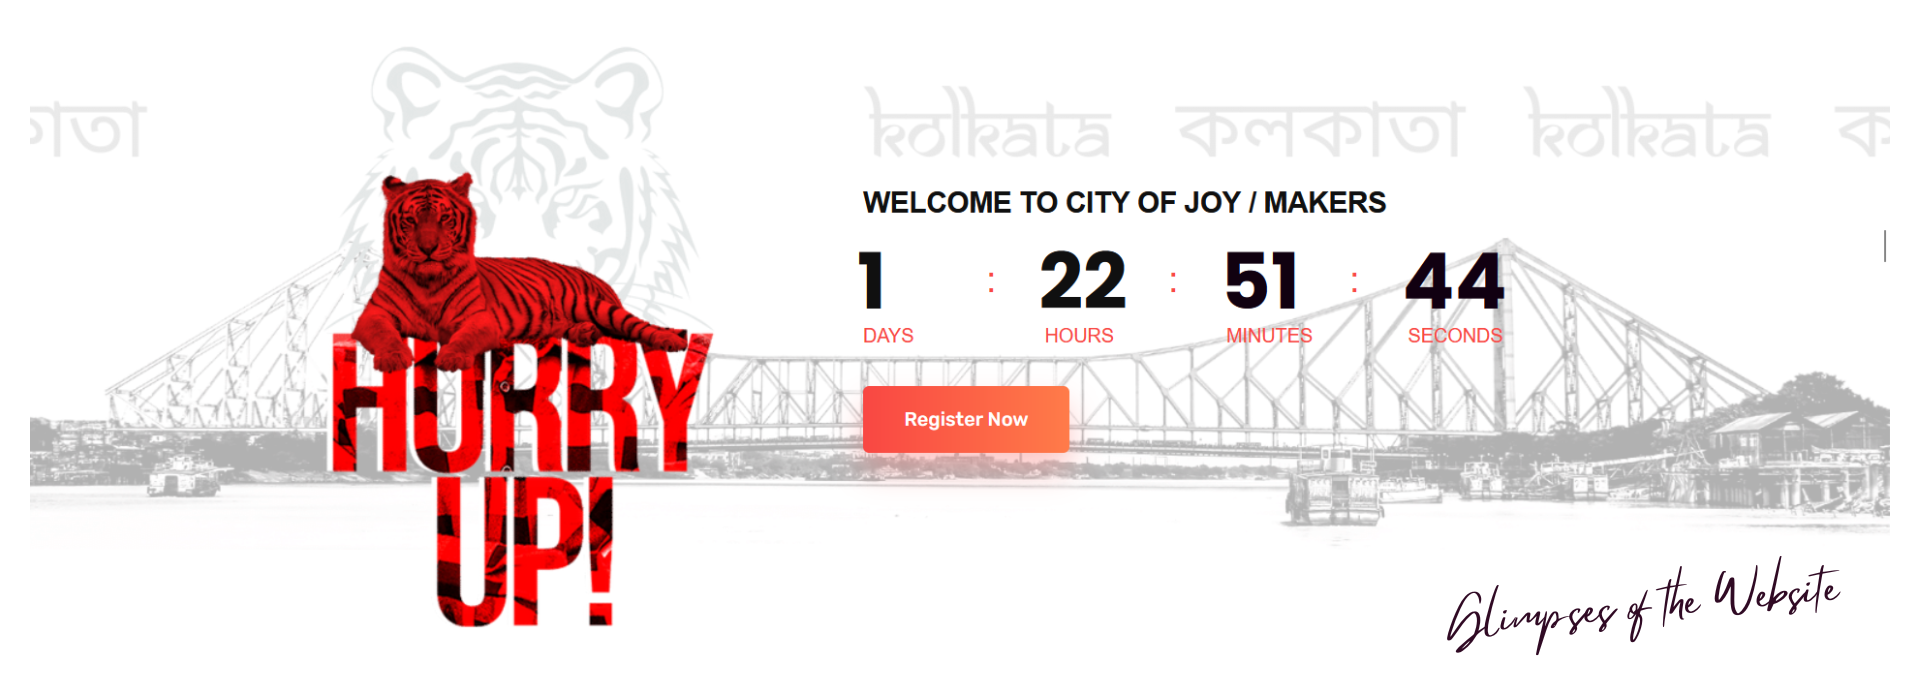 কাতা kolkata কলকাতা kolkata ক
WELCOME TO CITY OF JOY / MAKERS
1 : 22 : 51 : 44
DAYS HOURS MINUTES SECONDS
HURRY
UP!
Register Now
Glimpses of the Website